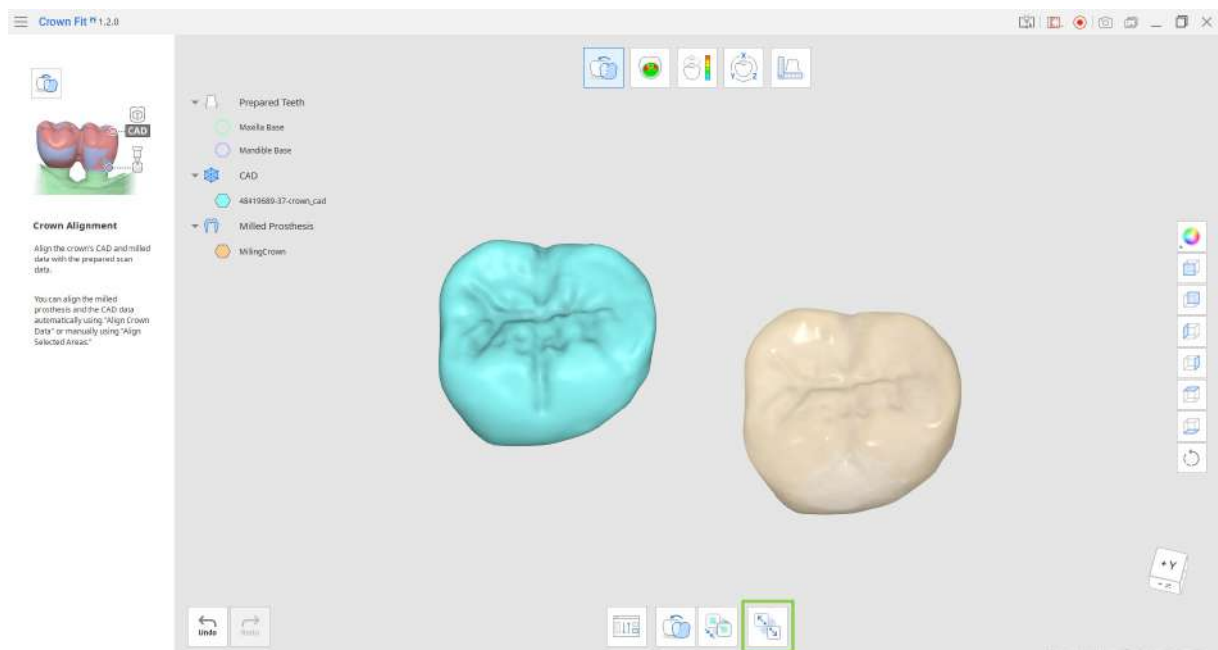 Crown Fit 1.2.0
CAD
Prepared Teeth
Maxilla Base
Mandible Base
CAD
48419689-37-crown_cad
Milled Prosthesis
MillingCrown
Crown Alignment
Align the crown's CAD and milled
data with the prepared scan
data.
You can align the milled
prosthesis and the CAD data
automatically using "Align Crown
Data" or manually using "Align
Selected Areas."
X
Y
Z
+Y
Undo
Redo